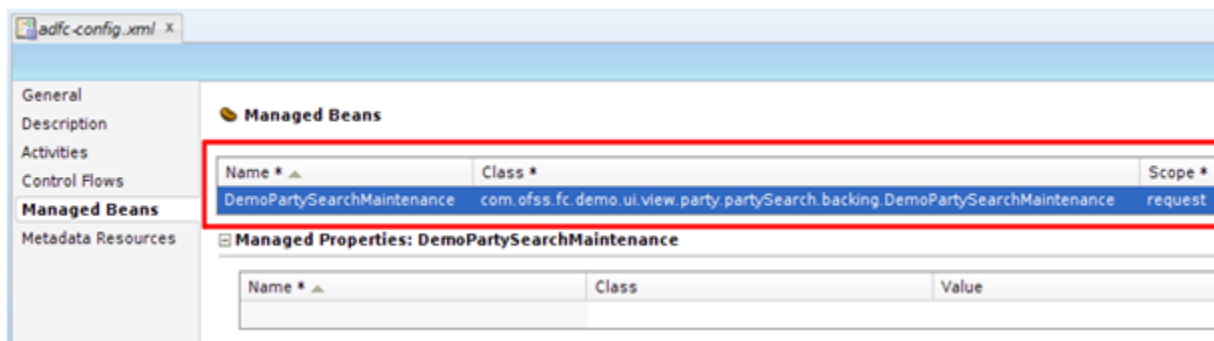 adfc-config.xml x
General
Description
Activities
Control Flows
Managed Beans
Metadata Resources
Managed Beans
Name * Class * Scope *
DemoPartySearchMaintenance com.ofss.fc.demo.ui.view.party.partySearch.backing.DemoPartySearchMaintenance request
Managed Properties: DemoPartySearchMaintenance
Name * Class Value